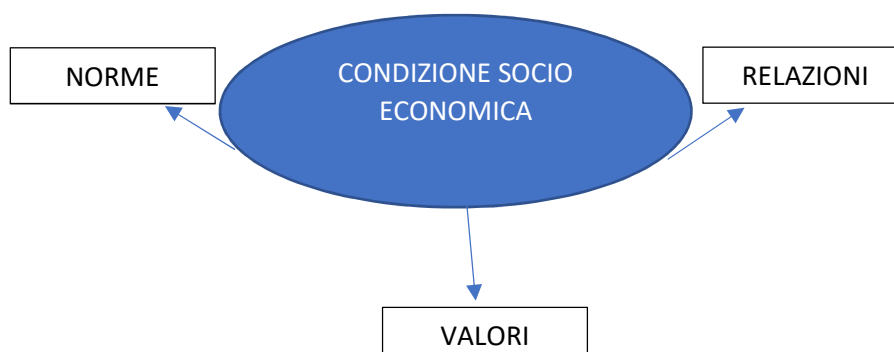 CONDIZIONE SOCIO
ECONOMICA
NORME
RELAZIONI
VALORI